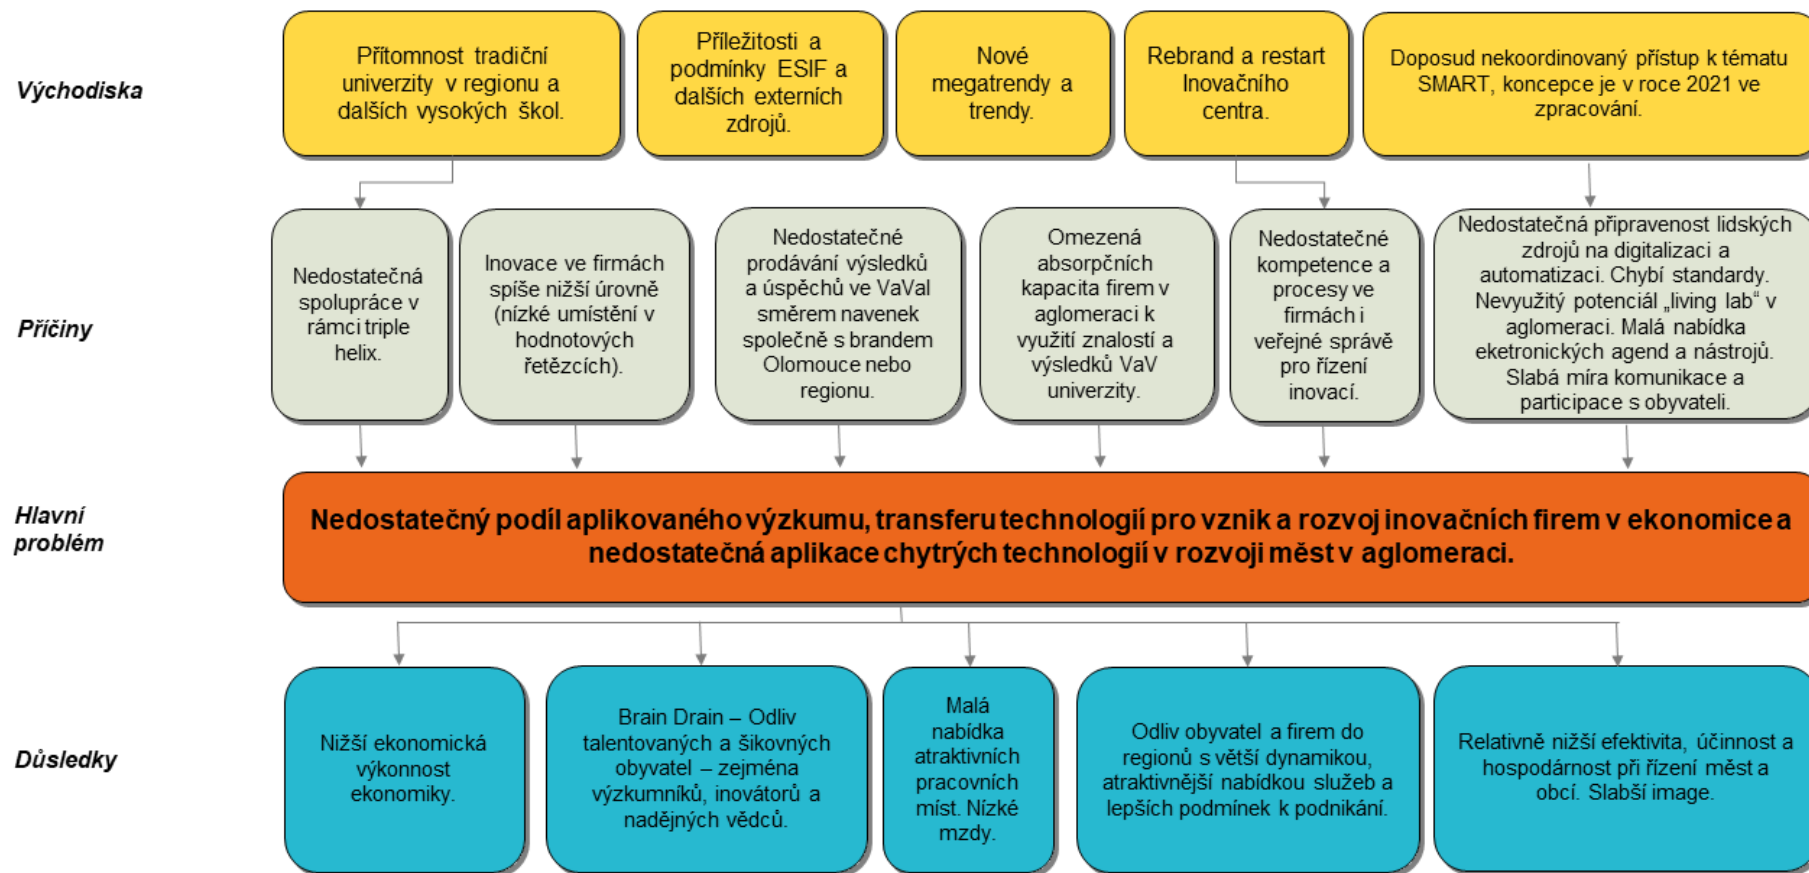 Východiska
Přítomnost tradiční
univerzity v regionu a
dalších vysokých škol.
Příležitosti a
podmínky ESIF a
dalších externích
zdrojů.
Nové
megatrendy a
trendy.
Rebrand a restart
Inovačního
centra.
Doposud nekoordinovaný přístup k tématu
SMART, koncepce je v roce 2021 ve
zpracování.
Příčiny
Nedostatečná
spolupráce v
rámci triple
helix.
Inovace ve firmách
spíše nižší úrovně
(nízké umístění v
hodnotových
řetězcích).
Nedostatečné
prodávání výsledků
a úspěchů ve VaVaI
směrem navenek
společně s brandem
Olomouce nebo
regionu.
Omezená
absorpčních
kapacita firem v
aglomeraci k
využití znalostí a
výsledků VaV
univerzity.
Nedostatečné
kompetence a
procesy ve
firmách i
veřejné správě
pro řízení
inovací.
Nedostatečná připravenost lidských
zdrojů na digitalizaci a
automatizaci. Chybí standardy.
Nevyužitý potenciál „living lab“ v
aglomeraci. Malá nabídka
eketronických agend a nástrojů.
Slabá míra komunikace a
participace s obyvateli.
Hlavní
problém
Nedostatečný podíl aplikovaného výzkumu, transferu technologií pro vznik a rozvoj inovačních firem v ekonomice a
nedostatečná aplikace chytrých technologií v rozvoji měst v aglomeraci.
Důsledky
Nižší ekonomická
výkonnost
ekonomiky.
Brain Drain – Odliv
talentovaných a šikovných
obyvatel – zejména
výzkumníků, inovátorů a
nadějných vědců.
Malá
nabídka
atraktivních
pracovních
míst. Nízké
mzdy.
Odliv obyvatel a firem do
regionů s větší dynamikou,
atraktivnější nabídkou služeb a
lepších podmínek k podnikání.
Relativně nižší efektivita, účinnost a
hospodárnost při řízení měst a
obcí. Slabší image.